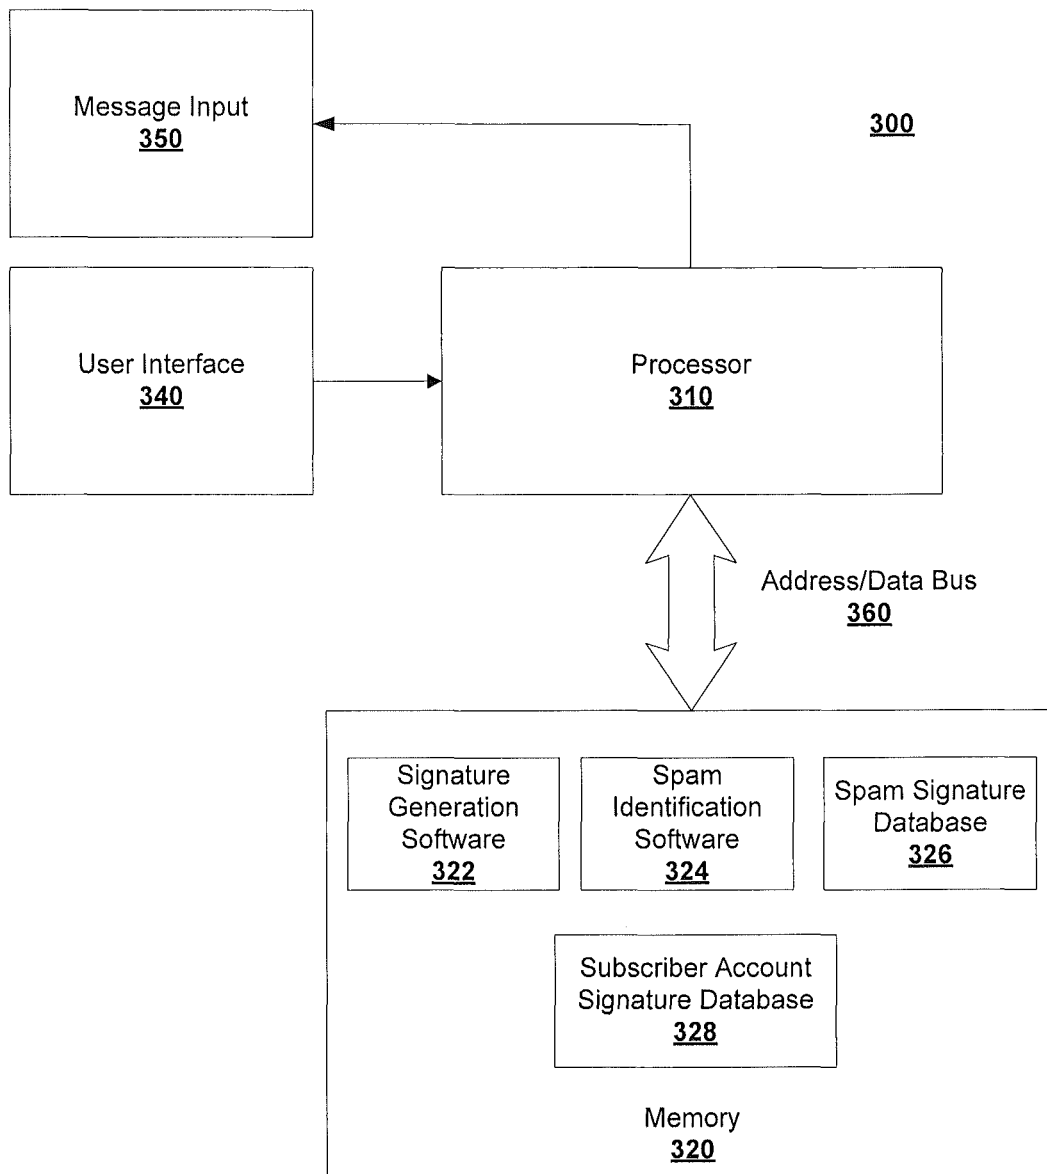 Message Input
350
300
User Interface
340
Processor
310
Address/Data Bus
360
Signature
Generation
Software
322
Spam
Identification
Software
324
Spam Signature
Database
326
Subscriber Account
Signature Database
328
Memory
320